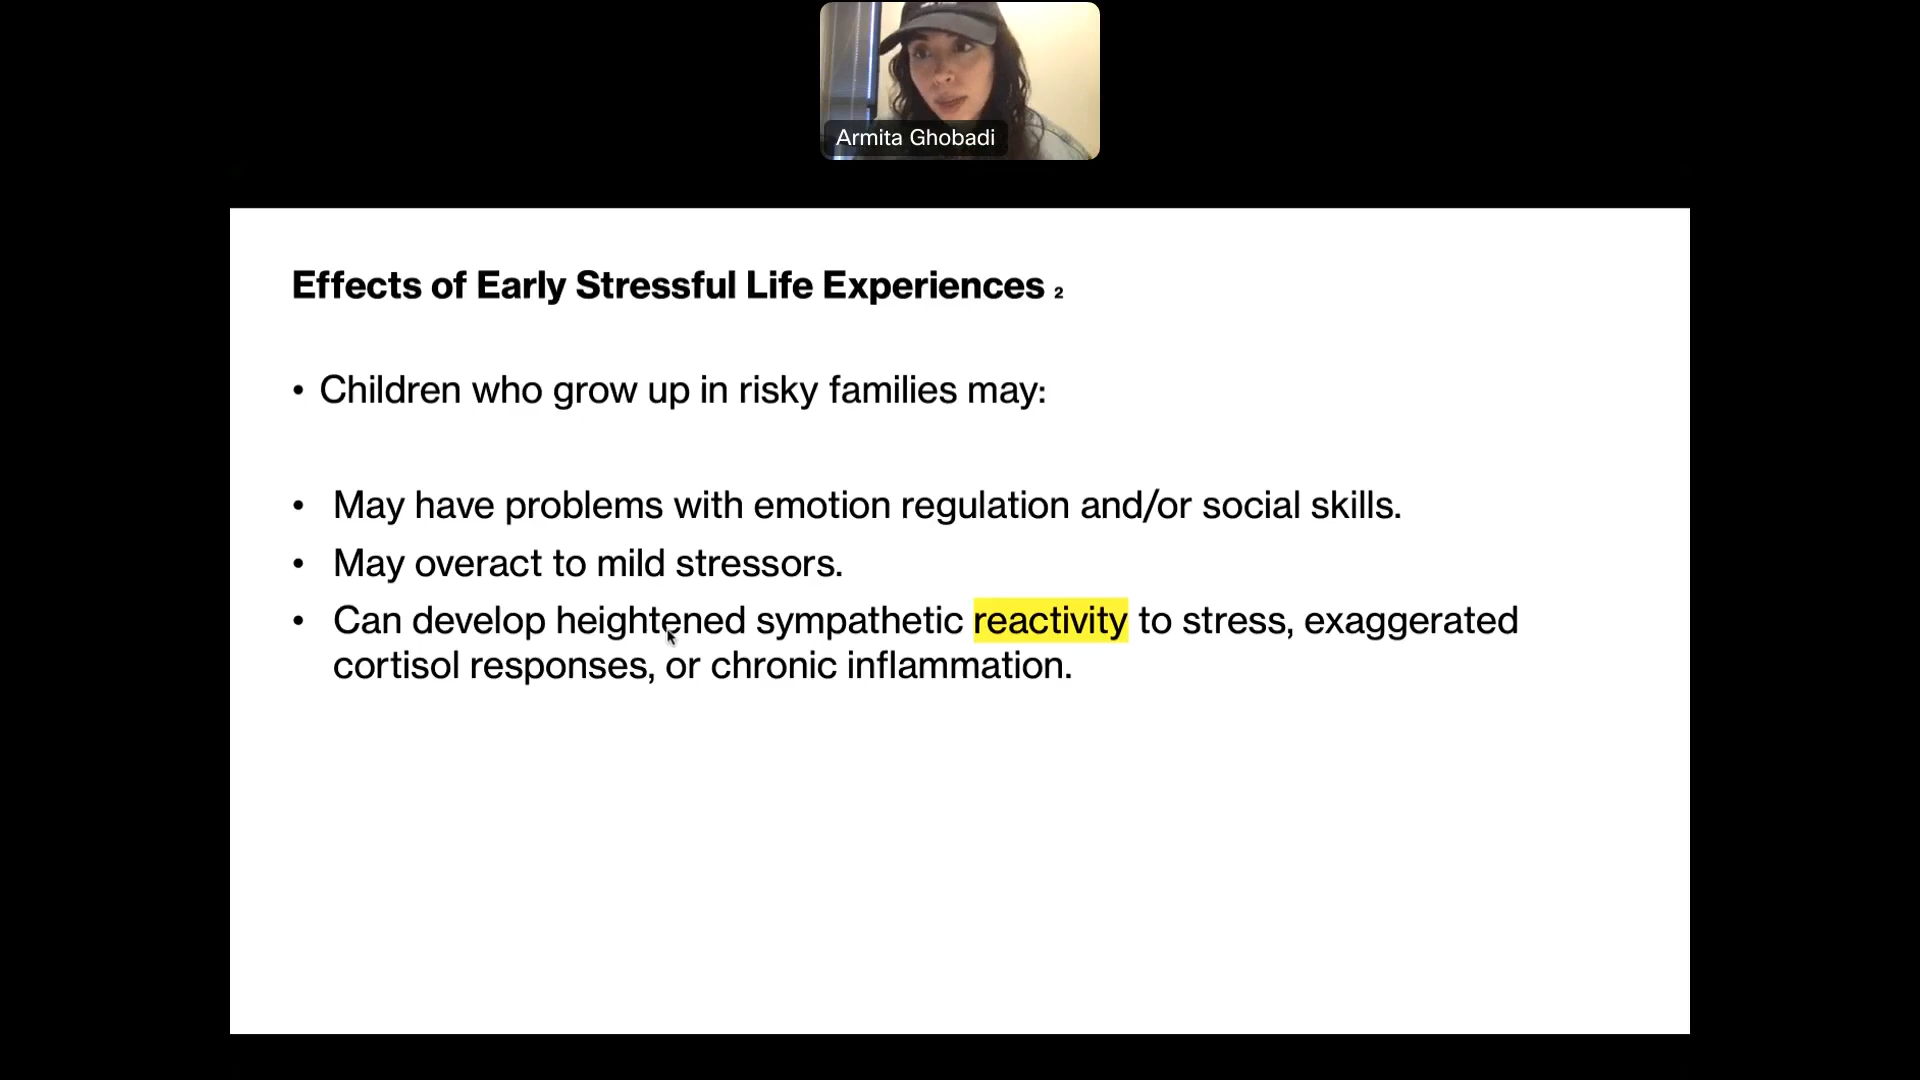 Armita Ghobadi
Effects of Early Stressful Life Experiences 2
• Children who grow up in risky families may:
• May have problems with emotion regulation and/or social skills.
• May overact to mild stressors.
• Can develop heightened sympathetic reactivity to stress, exaggerated
cortisol responses, or chronic inflammation.